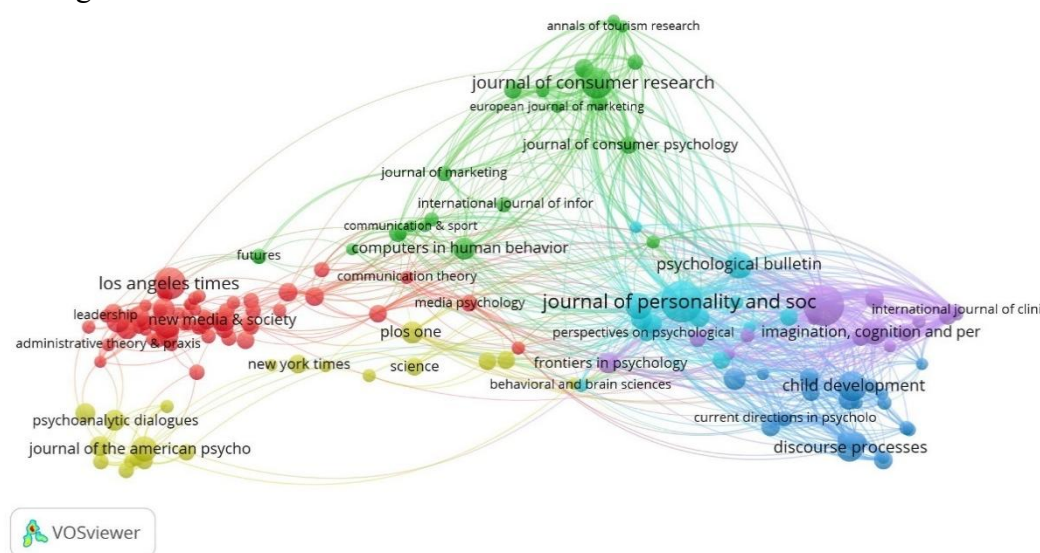 annals of tourism research
journal of consumer research
european journal of marketing
journal of consumer psychology
journal of marketing
international journal of infor
communication & sport
computers in human behavior
futures
communication theory
psychological bulletin
los angeles times
leadership
new media & society
media psychology
journal of personality and soc
international journal of clini
administrative theory & praxis
plos one
perspectives on psychological
imagination, cognition and per
new york times
science
frontiers in psychology
behavioral and brain sciences
child development
psychoanalytic dialogues
current directions in psycholo
journal of the american psycho
discourse processes
VOSviewer